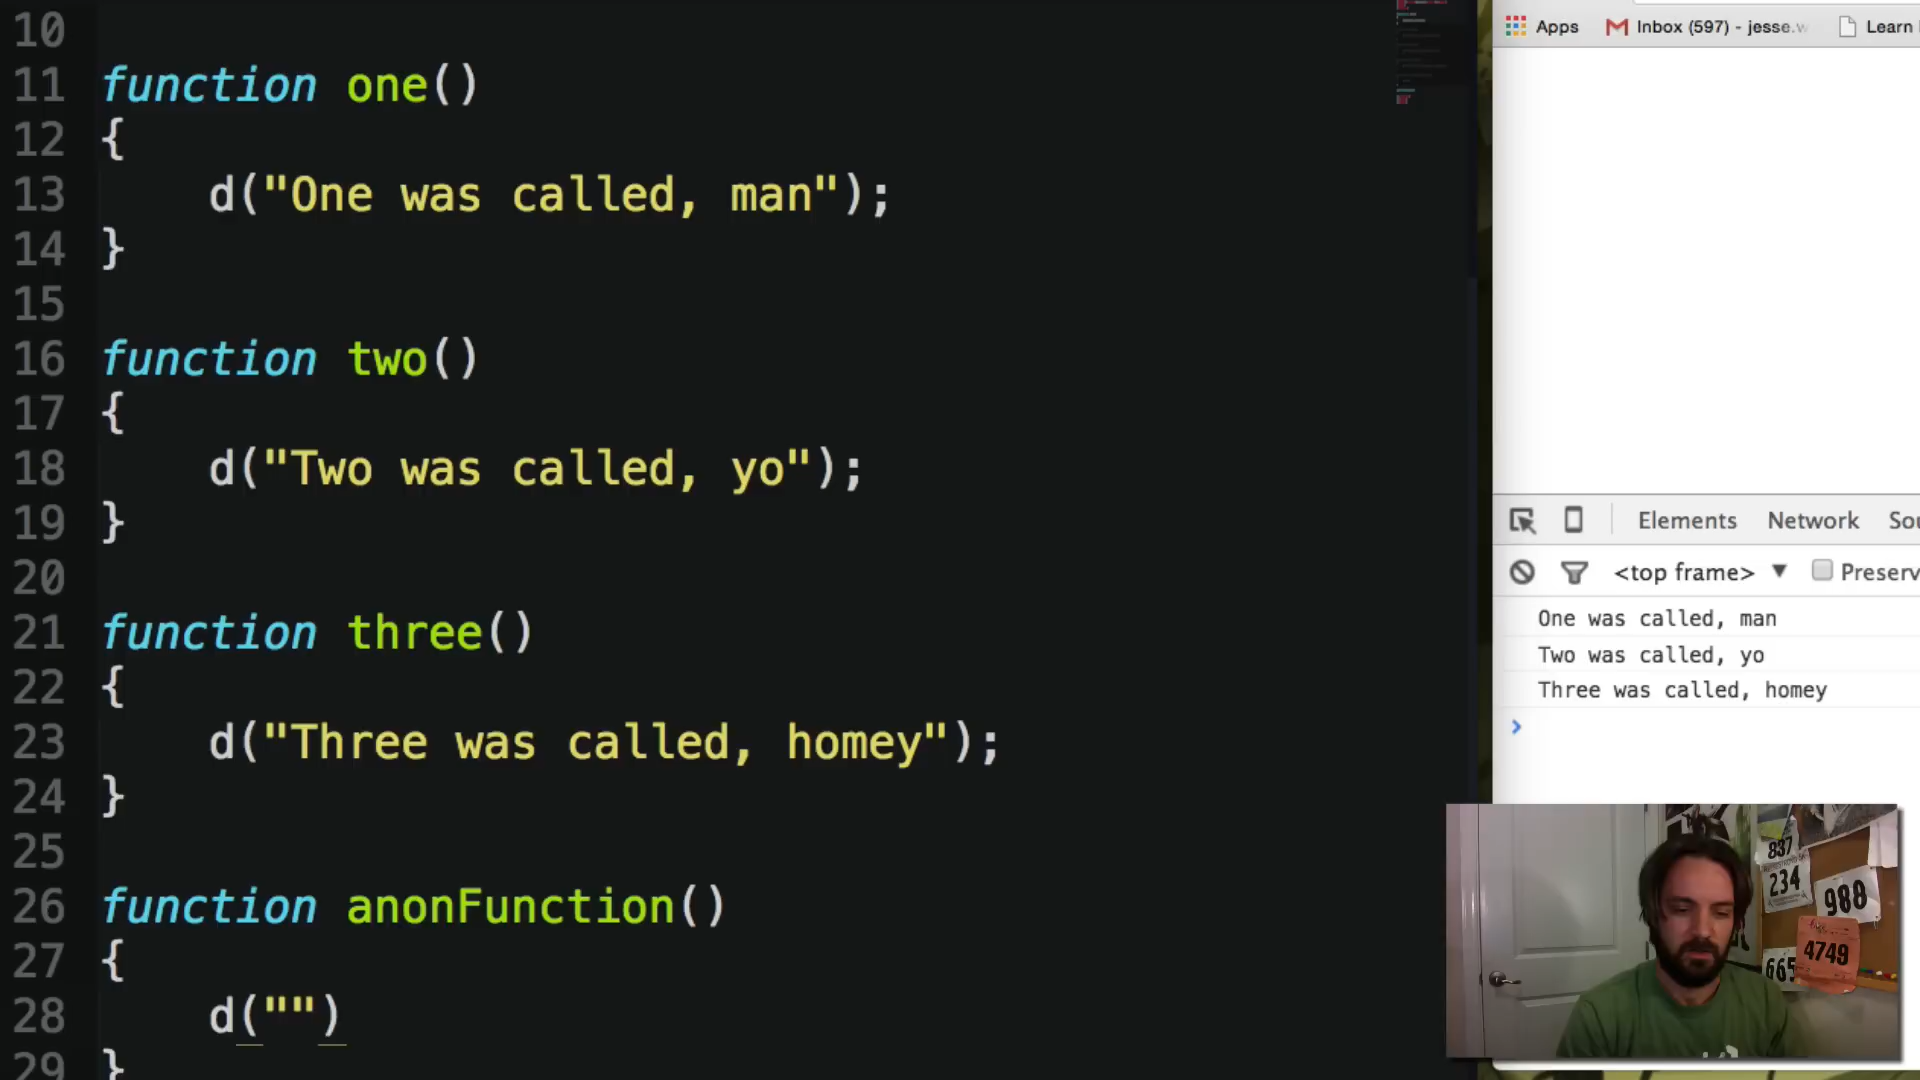 10
11 function one()
12 {
13 d("One was called, man");
14 }
15
16 function two()
17 {
18 d("Two was called, yo");
19 }
20
21 function three()
22 {
23 d("Three was called, homey");
24 }
25
26 function anonFunction()
27 {
28 d("")
29 }
Apps Inbox (597) - jesse.w Learn
Elements Network Sou
<top frame> ▼ Preserv
One was called, man
Two was called, yo
Three was called, homey
>
837
234
988
4749
665